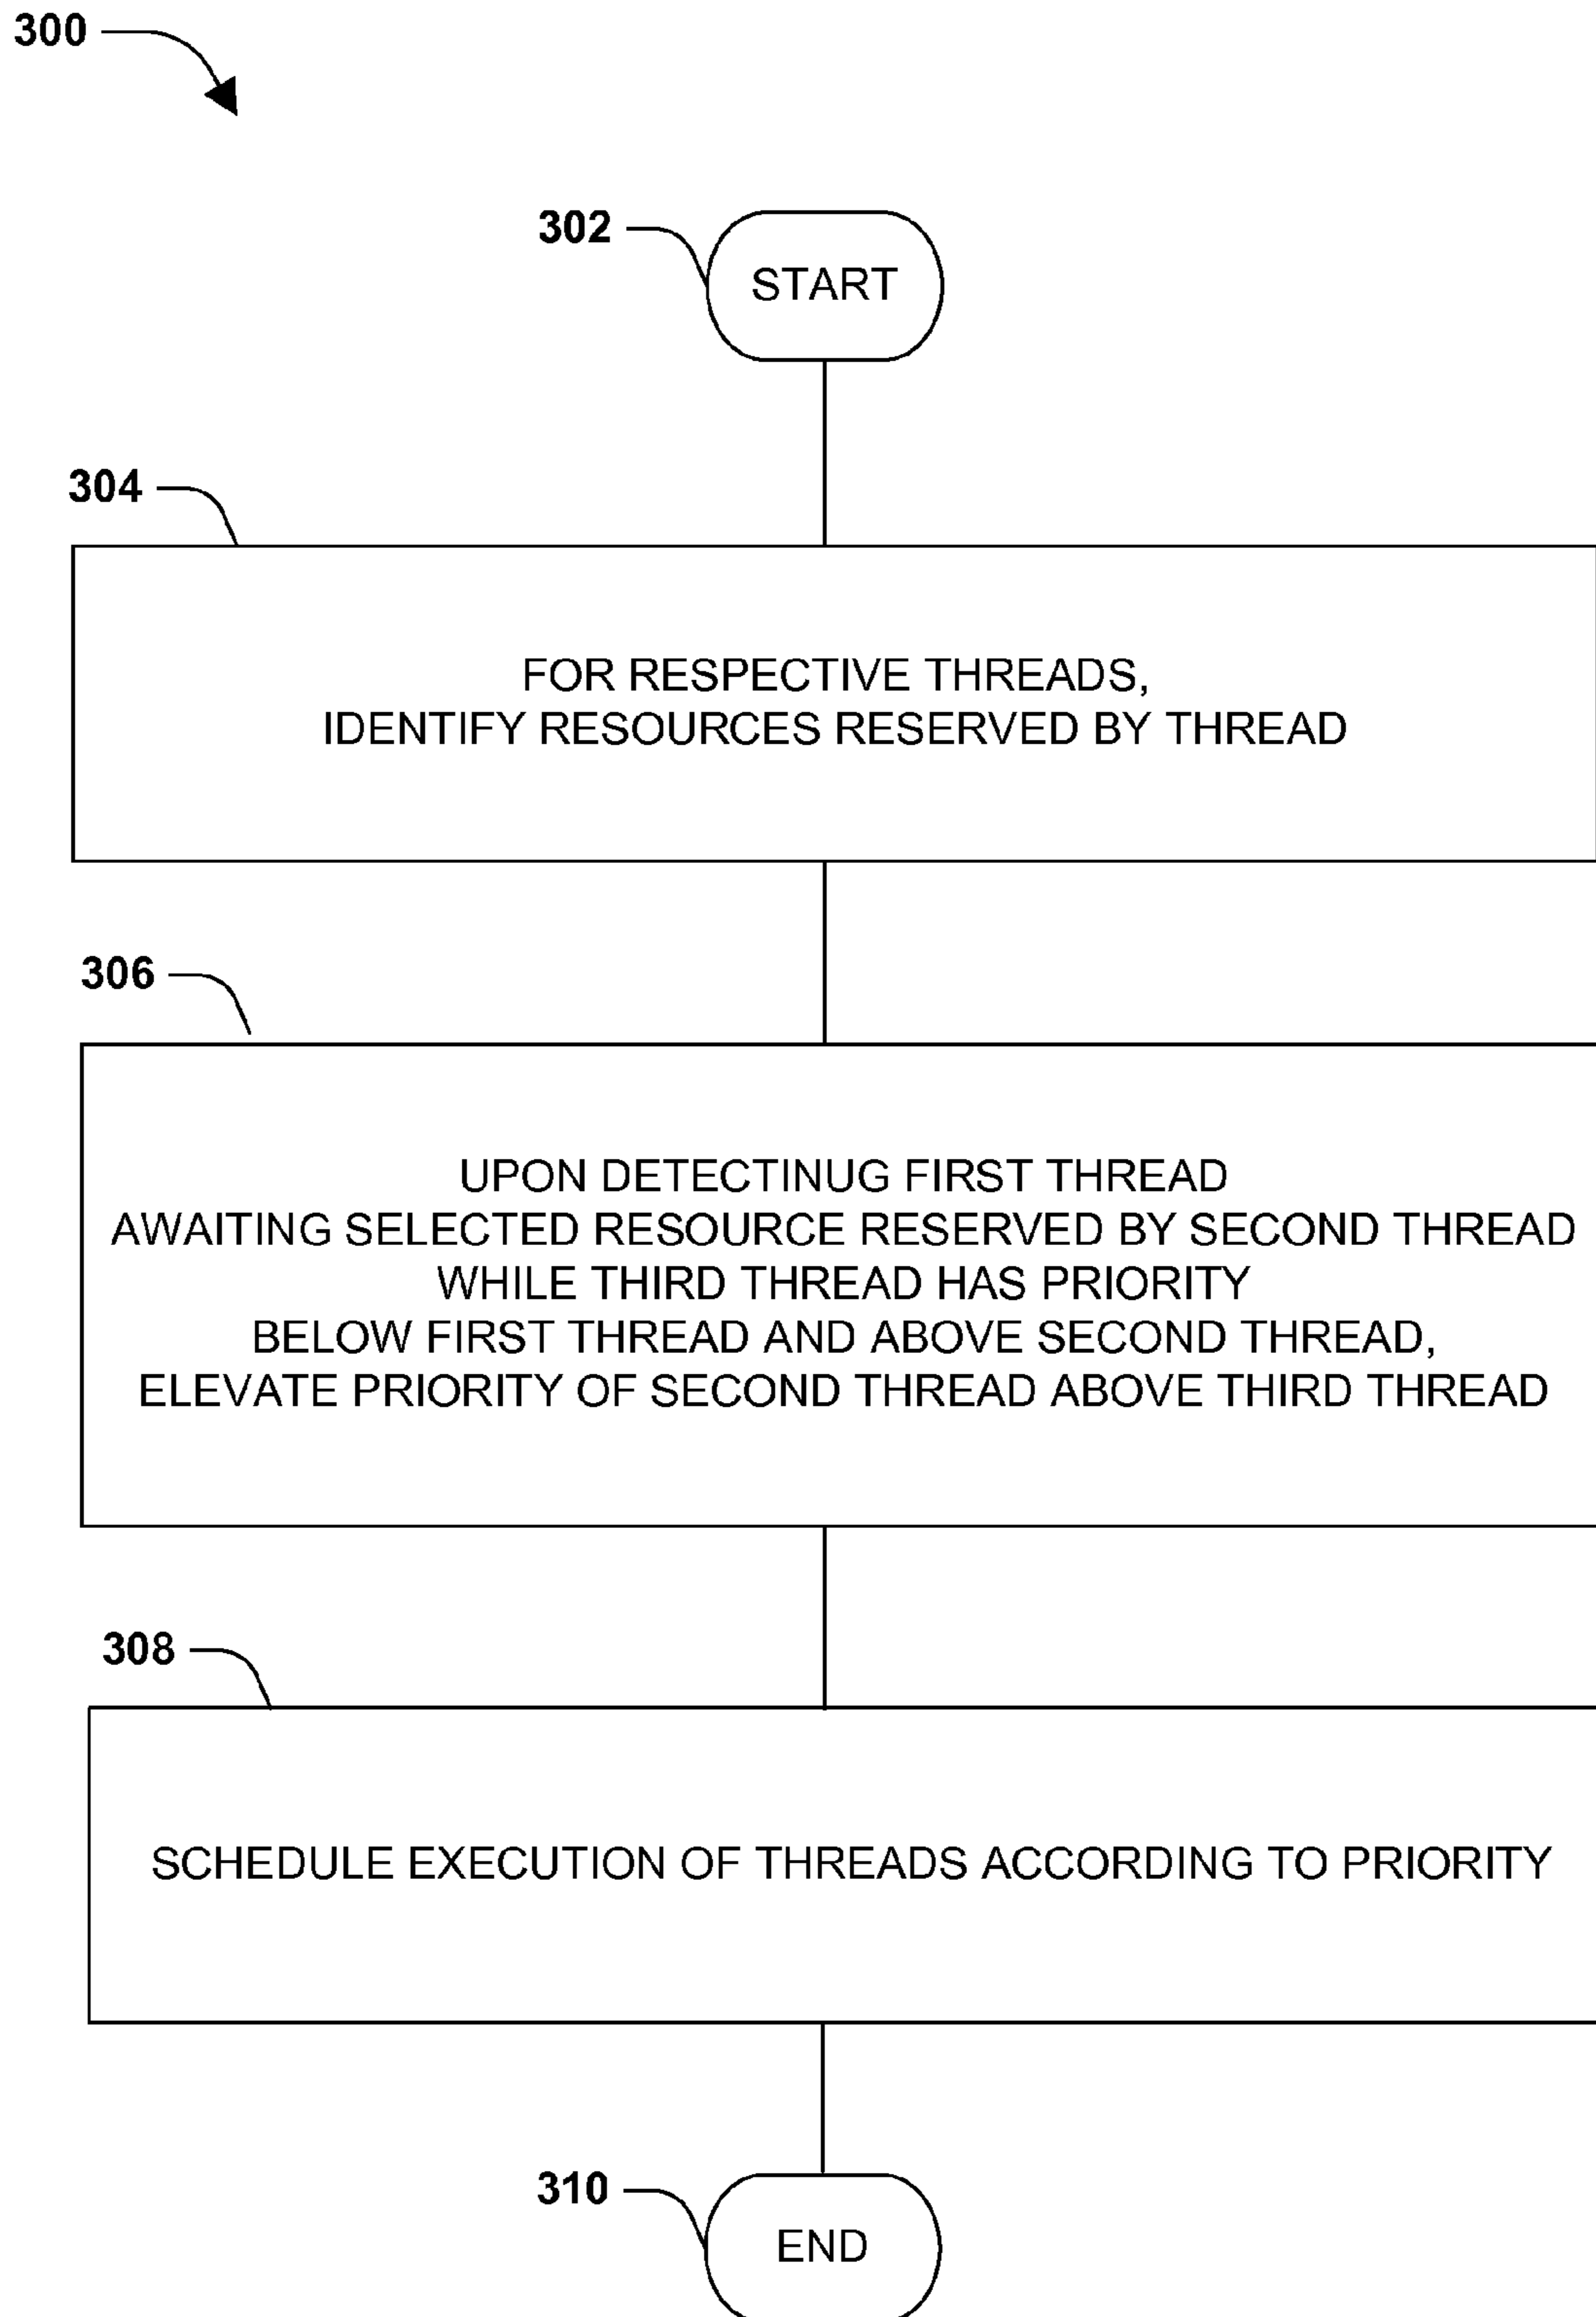 300
302
START
304
FOR RESPECTIVE THREADS,
IDENTIFY RESOURCES RESERVED BY THREAD
306
UPON DETECTINUG FIRST THREAD
AWAITING SELECTED RESOURCE RESERVED BY SECOND THREAD
WHILE THIRD THREAD HAS PRIORITY
BELOW FIRST THREAD AND ABOVE SECOND THREAD,
ELEVATE PRIORITY OF SECOND THREAD ABOVE THIRD THREAD
308
SCHEDULE EXECUTION OF THREADS ACCORDING TO PRIORITY
310
END